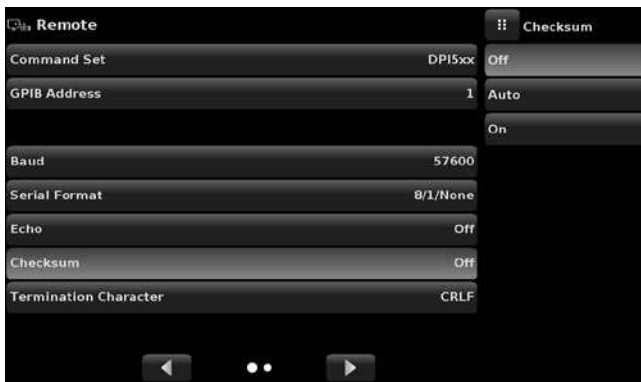 Remote
Command Set DPI5xx
GPIB Address 1
Baud 57600
Serial Format 8/1/None
Echo Off
Checksum Off
Termination Character CRLF
Checksum
Off
Auto
On